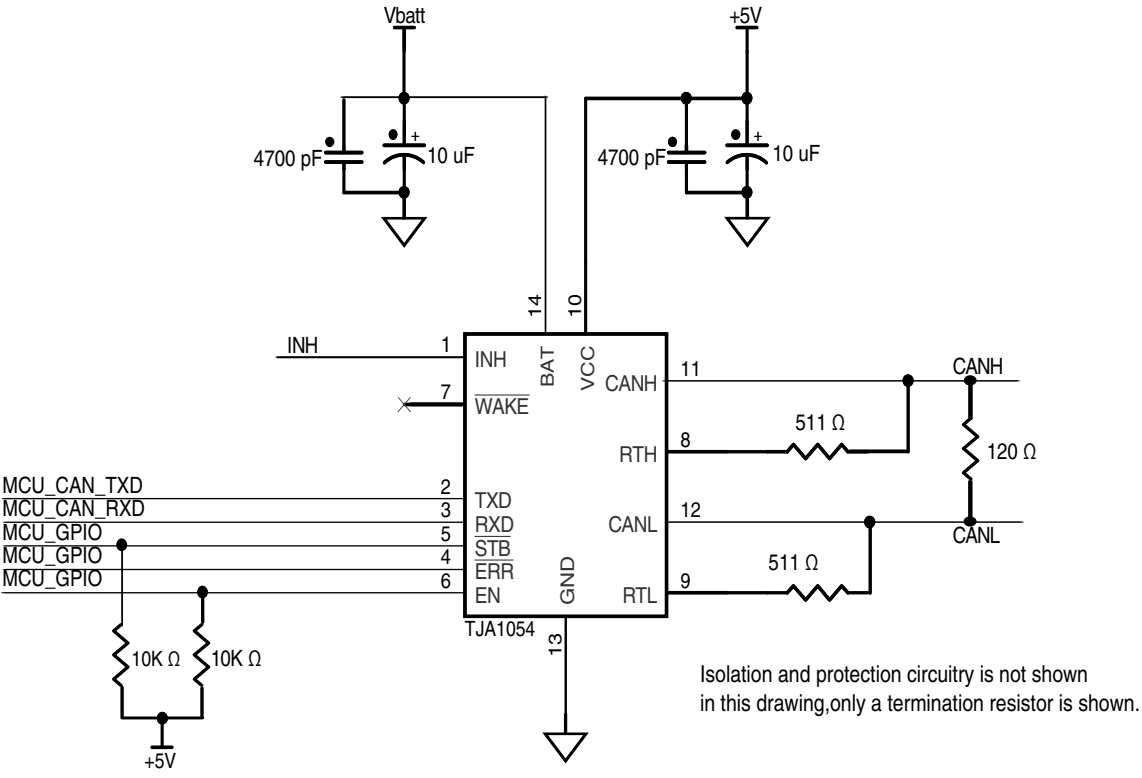 Vbatt
+5V
4700 pF
+
10 uF
4700 pF
+
10 uF
14
10
INH
1
INH
BAT
VCC
7
WAKE
CANH
11
CANH
511 Ω
RTH
8
120 Ω
MCU_CAN_TXD
2
TXD
MCU_CAN_RXD
3
RXD
MCU_GPIO
5
STB
MCU_GPIO
4
ERR
MCU_GPIO
6
EN
CANL
12
CANL
511 Ω
RTL
9
GND
TJA1054
13
10K Ω
10K Ω
+5V
Isolation and protection circuitry is not shown
in this drawing,only a termination resistor is shown.